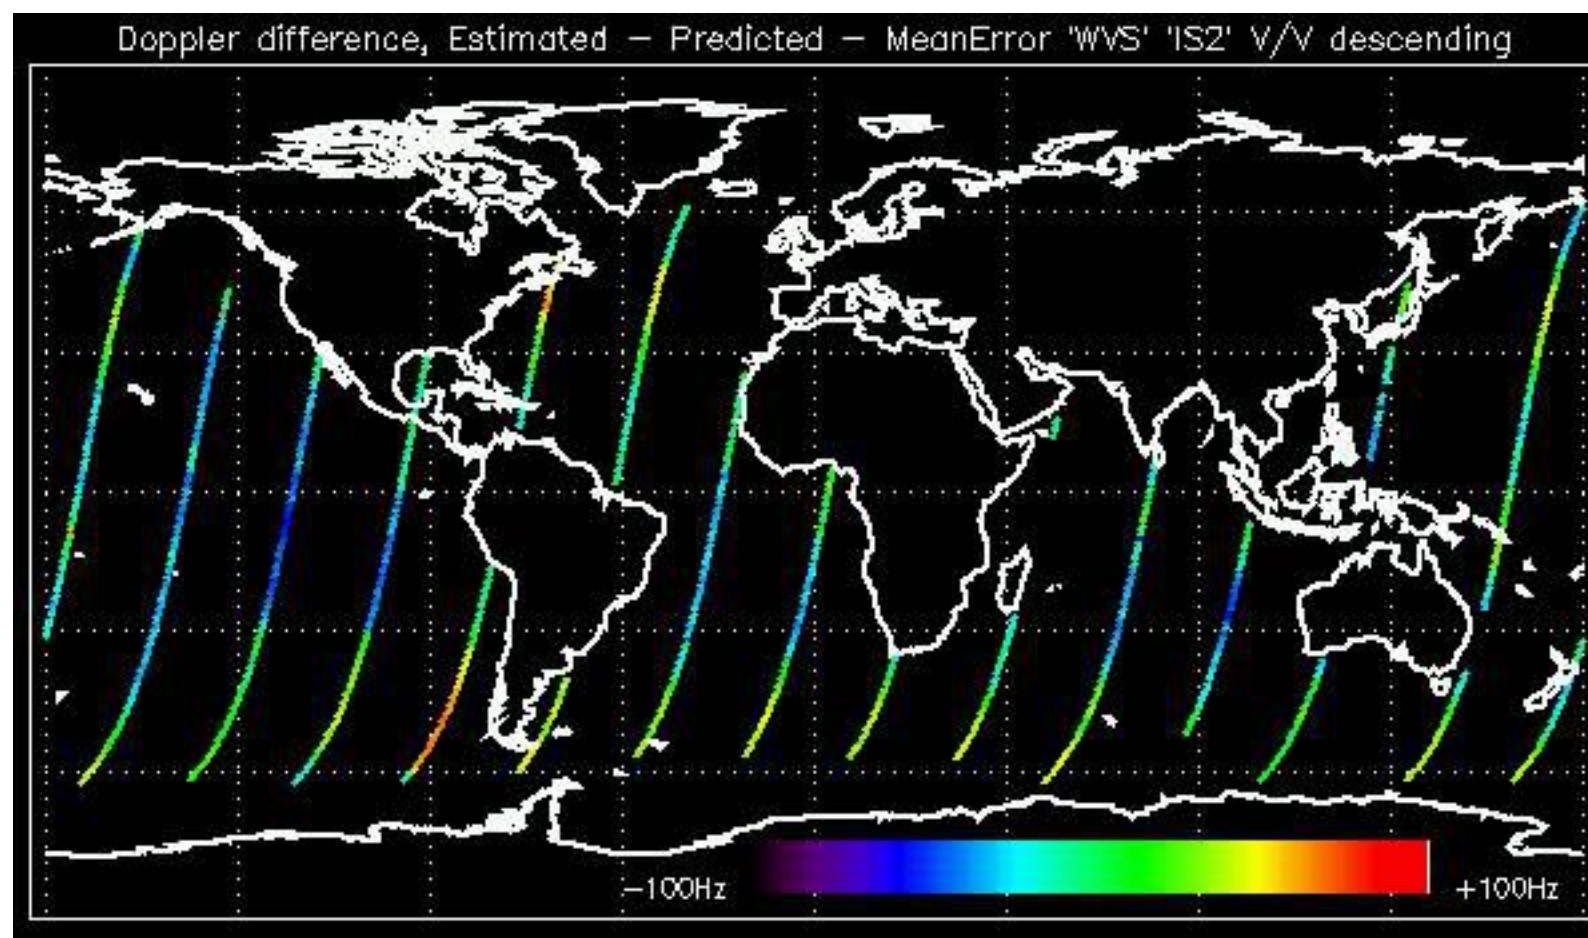 Doppler difference, Estimated – Predicted – MeanError 'WVS' 'IS2' V/V descending
-100Hz
+100Hz